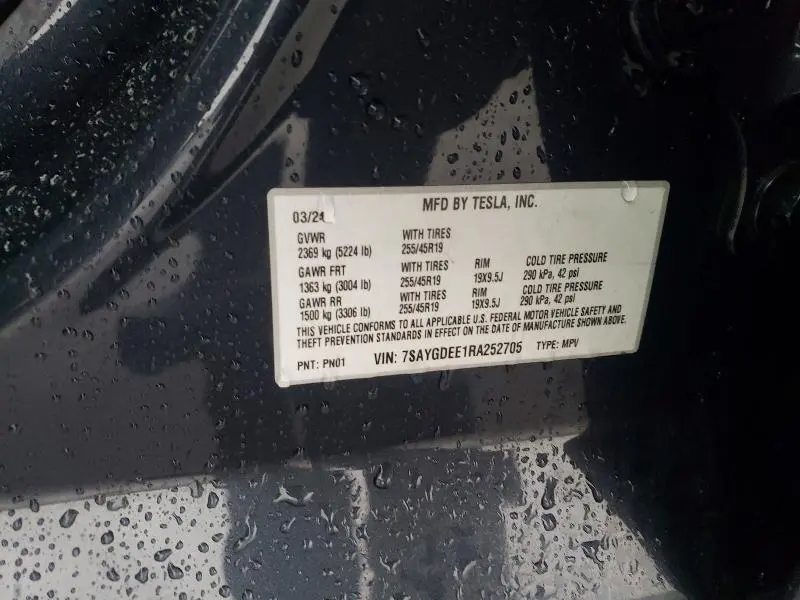 MFD BY TESLA, INC.
03/24
GVWR WITH TIRES
2369 kg (5224 lb) 255/45R19
GAWR FRT WITH TIRES RIM COLD TIRE PRESSURE
1363 kg (3004 lb) 255/45R19 19X9.5J 290 kPa, 42 psi
GAWR RR WITH TIRES RIM COLD TIRE PRESSURE
1500 kg (3306 lb) 255/45R19 19X9.5J 290 kPa, 42 psi
THIS VEHICLE CONFORMS TO ALL APPLICABLE U.S. FEDERAL MOTOR VEHICLE SAFETY AND
THEFT PREVENTION STANDARDS IN EFFECT ON THE DATE OF MANUFACTURE SHOWN ABOVE.
PNT: PN01 VIN: 7SAYGDEE1RA252705 TYPE: MPV